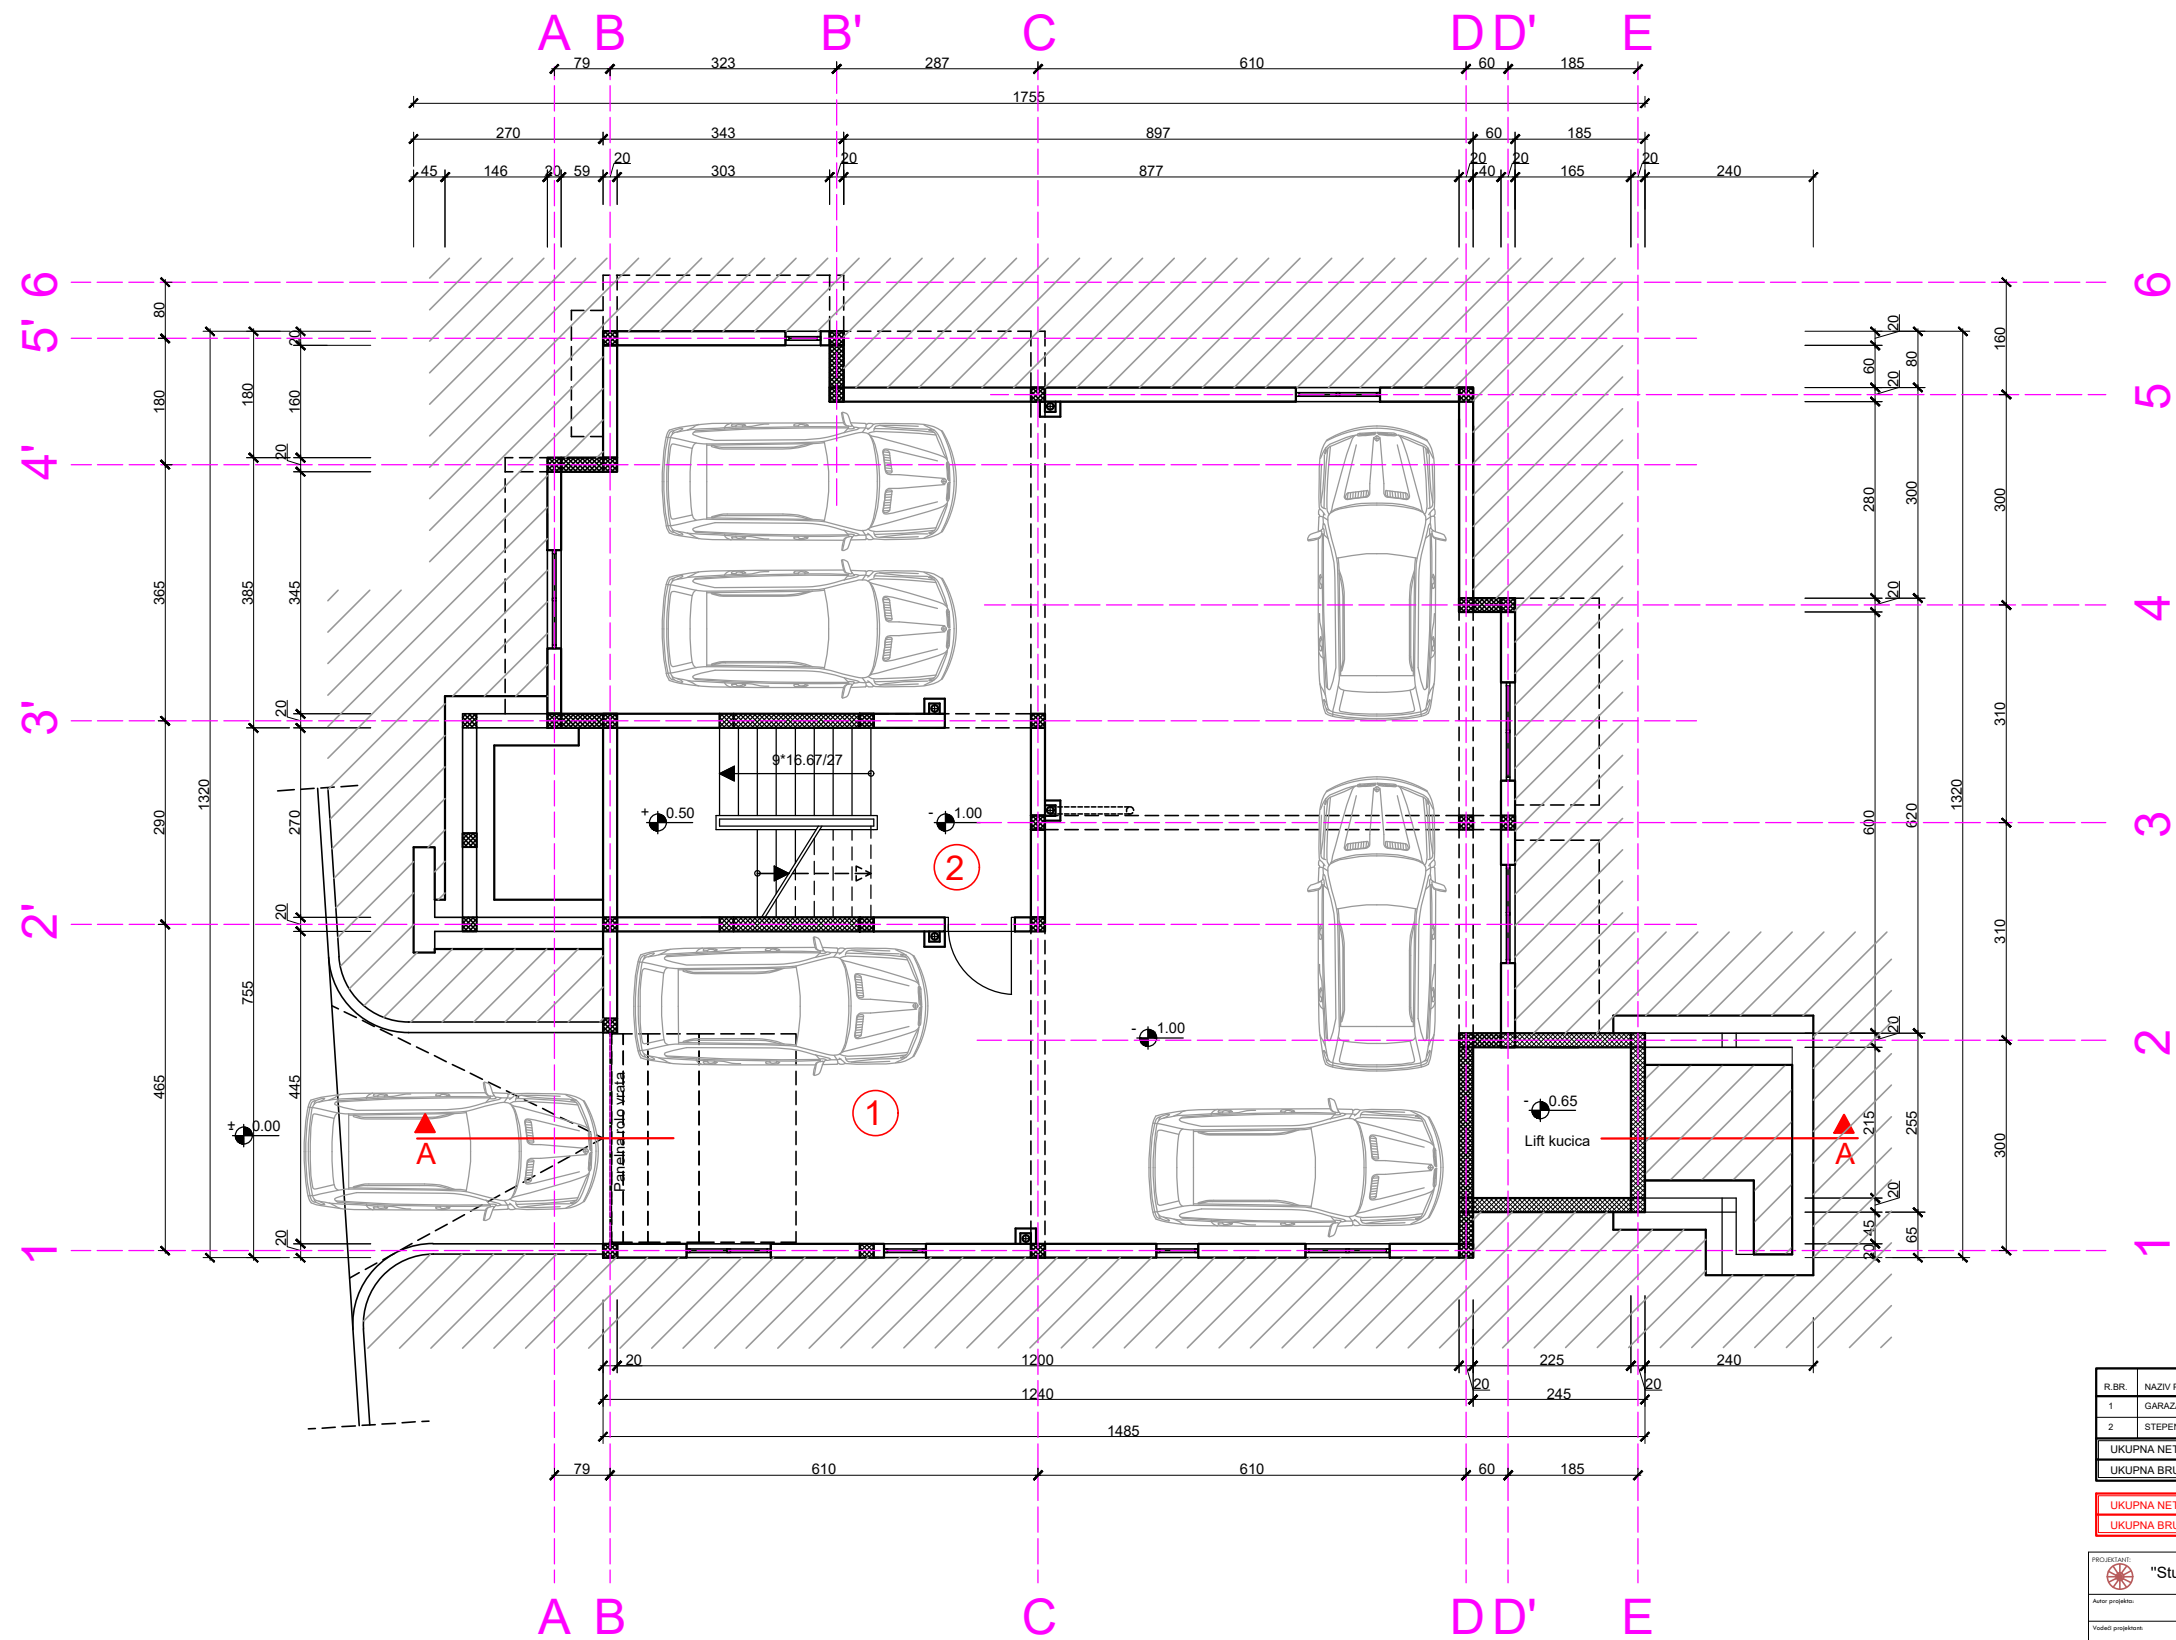 A B B' C D D' E
79 323 287 610 60 185
1755
270 343 897 60 185
20 20 20 20 20
45 146 20 59 303 877 40 165 240
6 6
5'
5 5
4'
4
3'
3
2'
2
1 1
80 180 365 290 465
1320
180 385 755
20 160 20 345 20 270 20 445 20
20 60 20 280 20 600 20 215 20 45 20
80 300 620 255 65
1320
160 300 310 310 300
9*16.67/27
+ 0.50
- 1.00
2
- 1.00
1
± 0.00
- 0.65
Lift kucica
Panelna rolo vrata
A A
20 1200 225 240
20 20
1240 245
1485
79 610 610 60 185
A B C D D' E
R.BR. NAZIV
1 GARAZ
2 STEPEN
UKUPNA NET
UKUPNA BRU
UKUPNA NET
UKUPNA BRU
PROJEKTANT:
"Stu
Autor projekta:
Vodeći projektant: